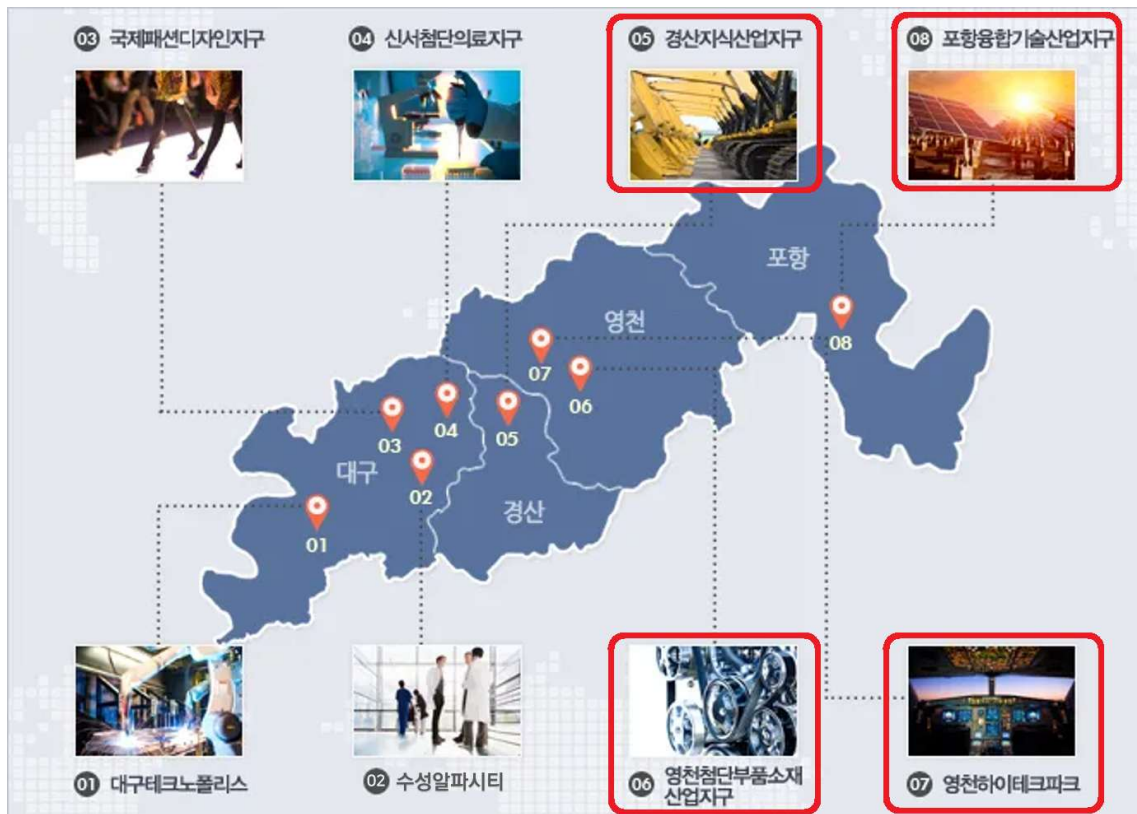 03 국제패션디자인지구
04 신서첨단의료지구
05 경산지식산업지구
08 포항융합기술산업지구
포항
영천
08
07
06
04
05
03
대구
02
경산
01
01 대구테크노폴리스
02 수성알파시티
06 영천첨단부품소재
산업지구
07 영천하이테크파크